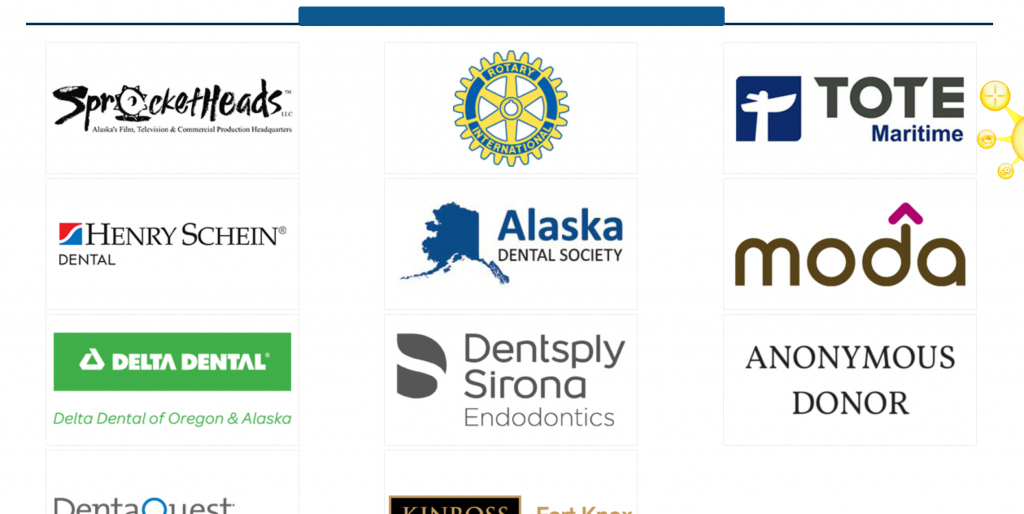 SprocketHeads™ LLC
Alaska's Film, Television & Commercial Production Headquarters
ROTARY
INTERNATIONAL
TOTE
Maritime
HENRY SCHEIN®
DENTAL
Alaska
DENTAL SOCIETY
moda
DELTA DENTAL®
Delta Dental of Oregon & Alaska
Dentsply
Sirona
Endodontics
ANONYMOUS
DONOR
DentaQuest
KINROSS
Fort Knox